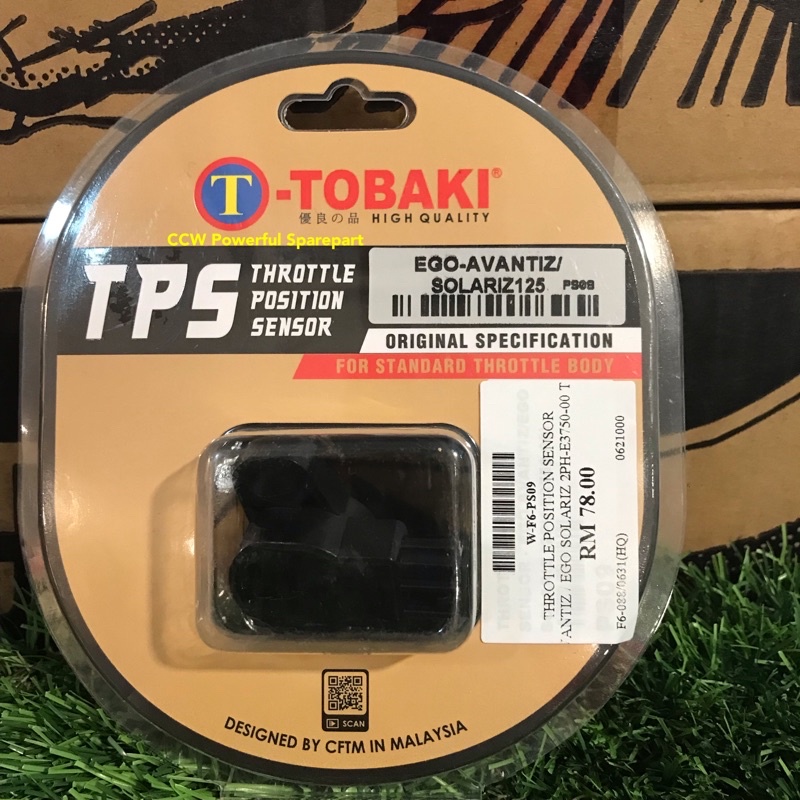 T-TOBAKI®
優良の品 HIGH QUALITY
CCW Powerful Sparepart
TPS
THROTTLE
POSITION
SENSOR
EGO-AVANTIZ/
SOLARIZ125 PS09
ORIGINAL SPECIFICATION
FOR STANDARD THROTTLE BODY
W-F6-PS09
THROTTLE POSITION SENSOR
ANTIZ / EGO SOLARIZ 2PH-E3750-00 T
RM 78.00
F6-088/0631(HQ) 0621000
SCAN
DESIGNED BY CFTM IN MALAYSIA